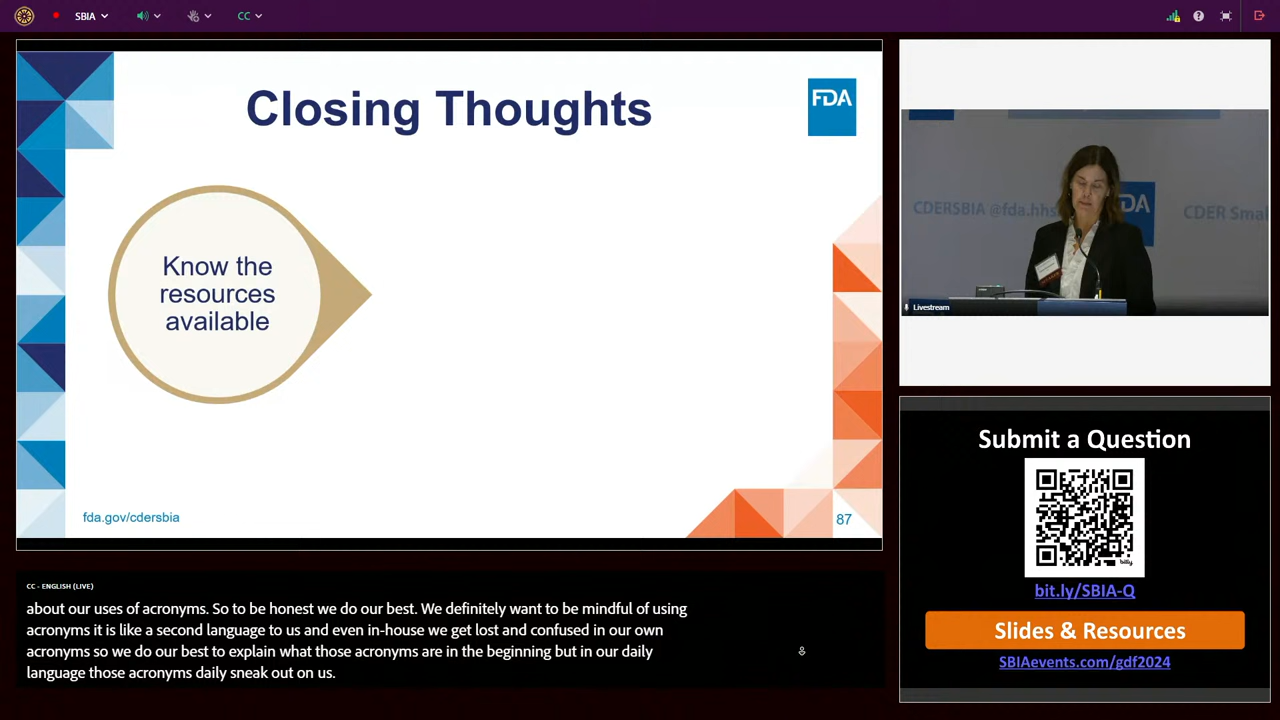 SBIA
CC
Closing Thoughts
FDA
Know the
resources
available
fda.gov/cdersbia
87
CDERSBIA @fda.hhs
DA
CDER Smal
Livestream
CC - ENGLISH (LIVE)
about our uses of acronyms. So to be honest we do our best. We definitely want to be mindful of using
acronyms it is like a second language to us and even in-house we get lost and confused in our own
acronyms so we do our best to explain what those acronyms are in the beginning but in our daily
language those acronyms daily sneak out on us.
Submit a Question
bitly
bit.ly/SBIA-Q
Slides & Resources
SBIAevents.com/gdf2024